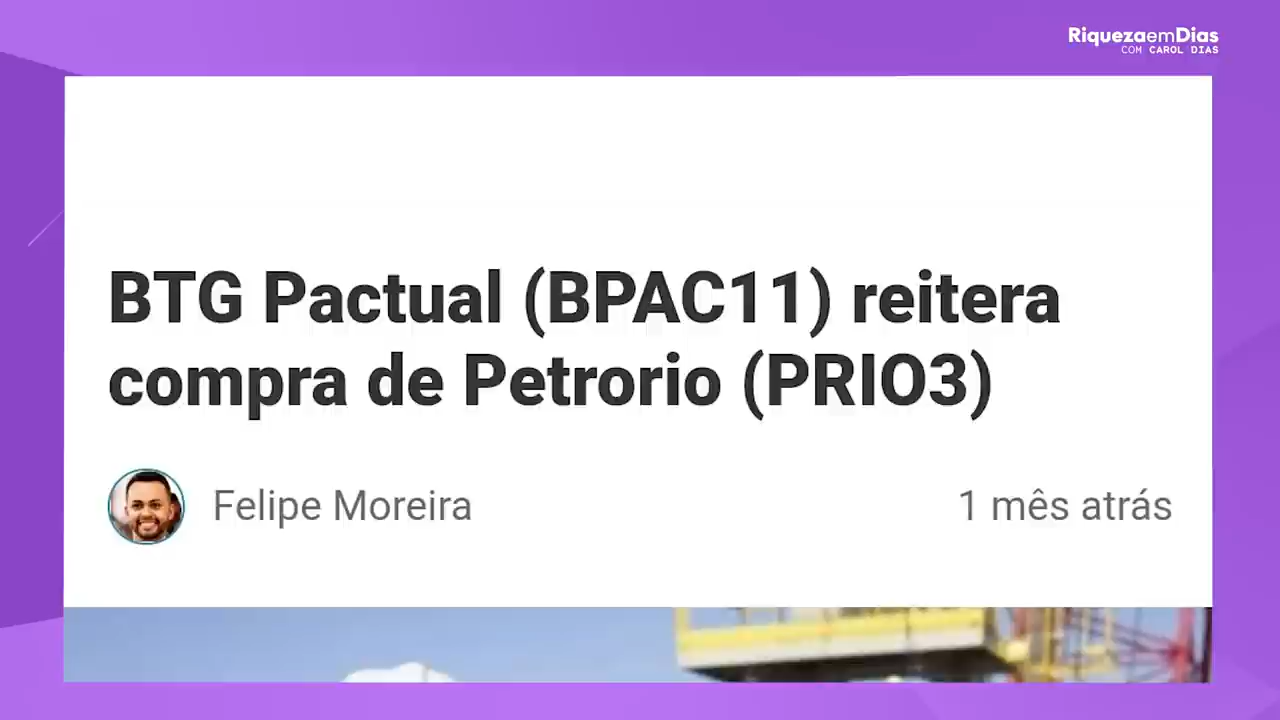 RiquezaemDias
COM CAROL DIAS
BTG Pactual (BPAC11) reitera
compra de Petrorio (PRIO3)
Felipe Moreira
1 mês atrás